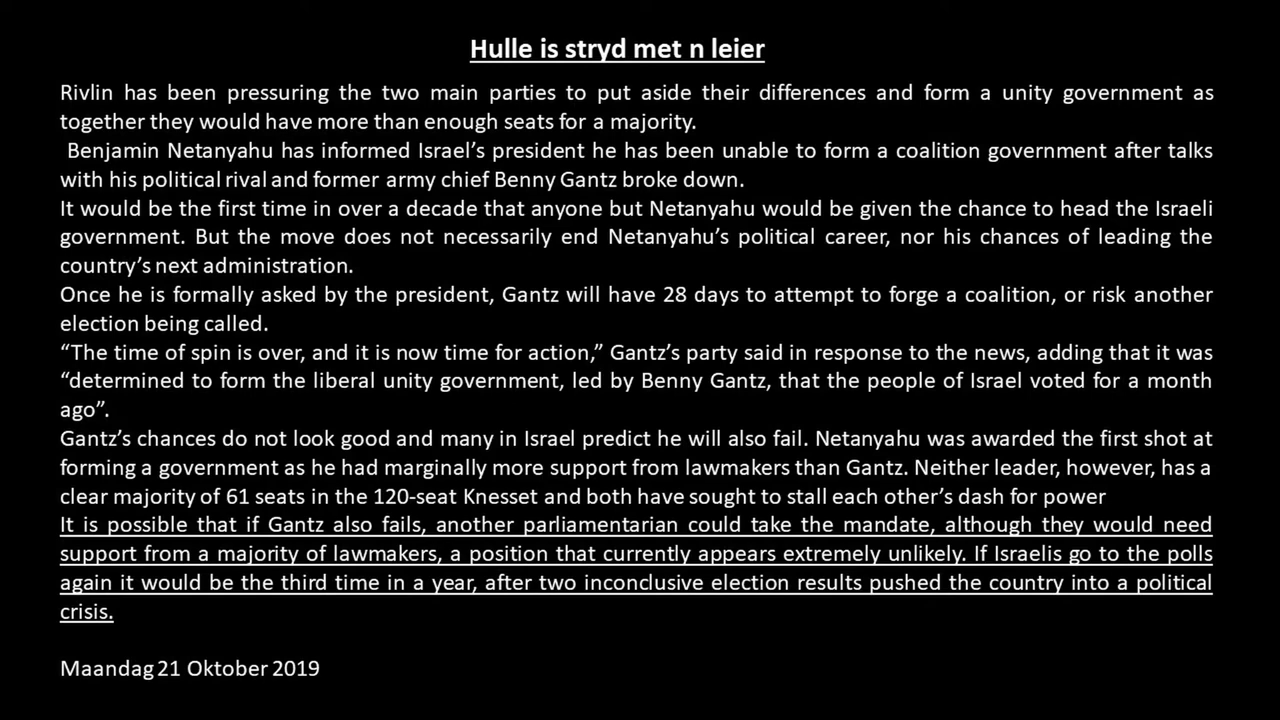 Hulle is stryd met n leier
Rivlin has been pressuring the two main parties to put aside their differences and form a unity government as
together they would have more than enough seats for a majority.
Benjamin Netanyahu has informed Israel’s president he has been unable to form a coalition government after talks
with his political rival and former army chief Benny Gantz broke down.
It would be the first time in over a decade that anyone but Netanyahu would be given the chance to head the Israeli
government. But the move does not necessarily end Netanyahu’s political career, nor his chances of leading the
country’s next administration.
Once he is formally asked by the president, Gantz will have 28 days to attempt to forge a coalition, or risk another
election being called.
“The time of spin is over, and it is now time for action,” Gantz’s party said in response to the news, adding that it was
“determined to form the liberal unity government, led by Benny Gantz, that the people of Israel voted for a month
ago”.
Gantz’s chances do not look good and many in Israel predict he will also fail. Netanyahu was awarded the first shot at
forming a government as he had marginally more support from lawmakers than Gantz. Neither leader, however, has a
clear majority of 61 seats in the 120-seat Knesset and both have sought to stall each other’s dash for power
It is possible that if Gantz also fails, another parliamentarian could take the mandate, although they would need
support from a majority of lawmakers, a position that currently appears extremely unlikely. If Israelis go to the polls
again it would be the third time in a year, after two inconclusive election results pushed the country into a political
crisis.
Maandag 21 Oktober 2019